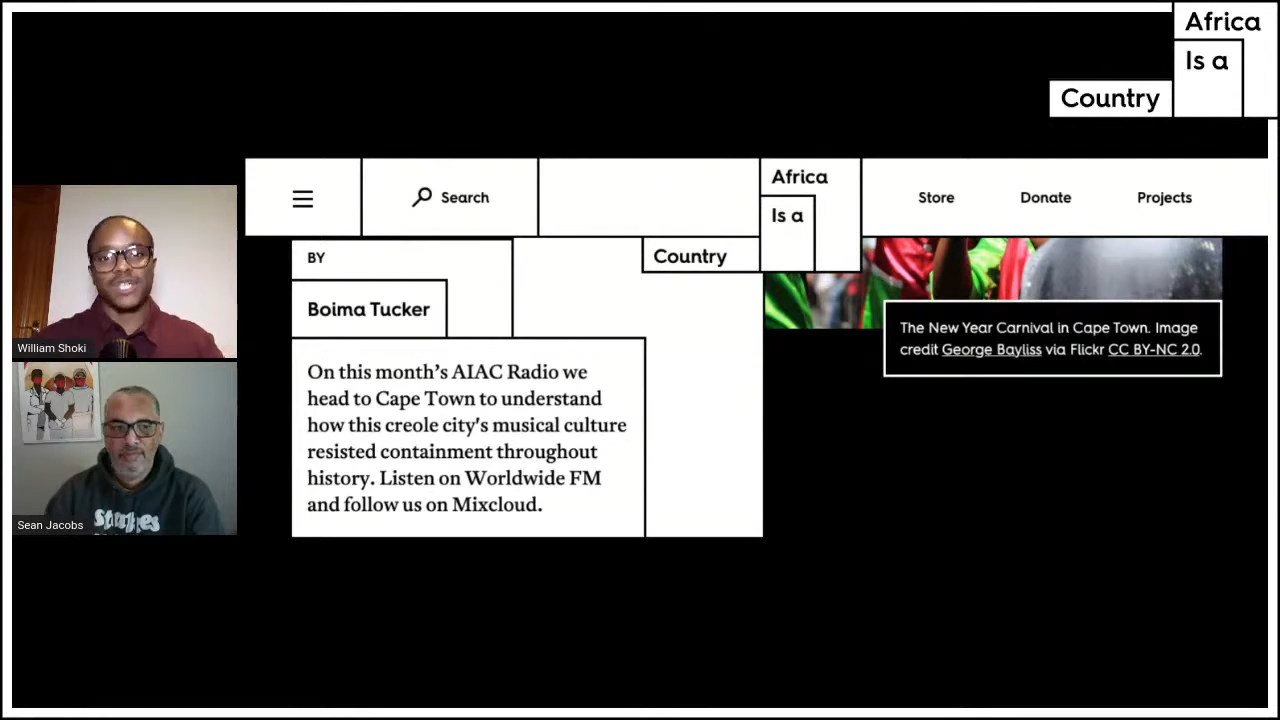 Africa
Is a
Country
Search
Africa
Is a
Country
Store
Donate
Projects
BY
Boima Tucker
On this month’s AIAC Radio we
head to Cape Town to understand
how this creole city's musical culture
resisted containment throughout
history. Listen on Worldwide FM
and follow us on Mixcloud.
The New Year Carnival in Cape Town. Image
credit George Bayliss via Flickr CC BY-NC 2.0.
William Shoki
Sean Jacobs